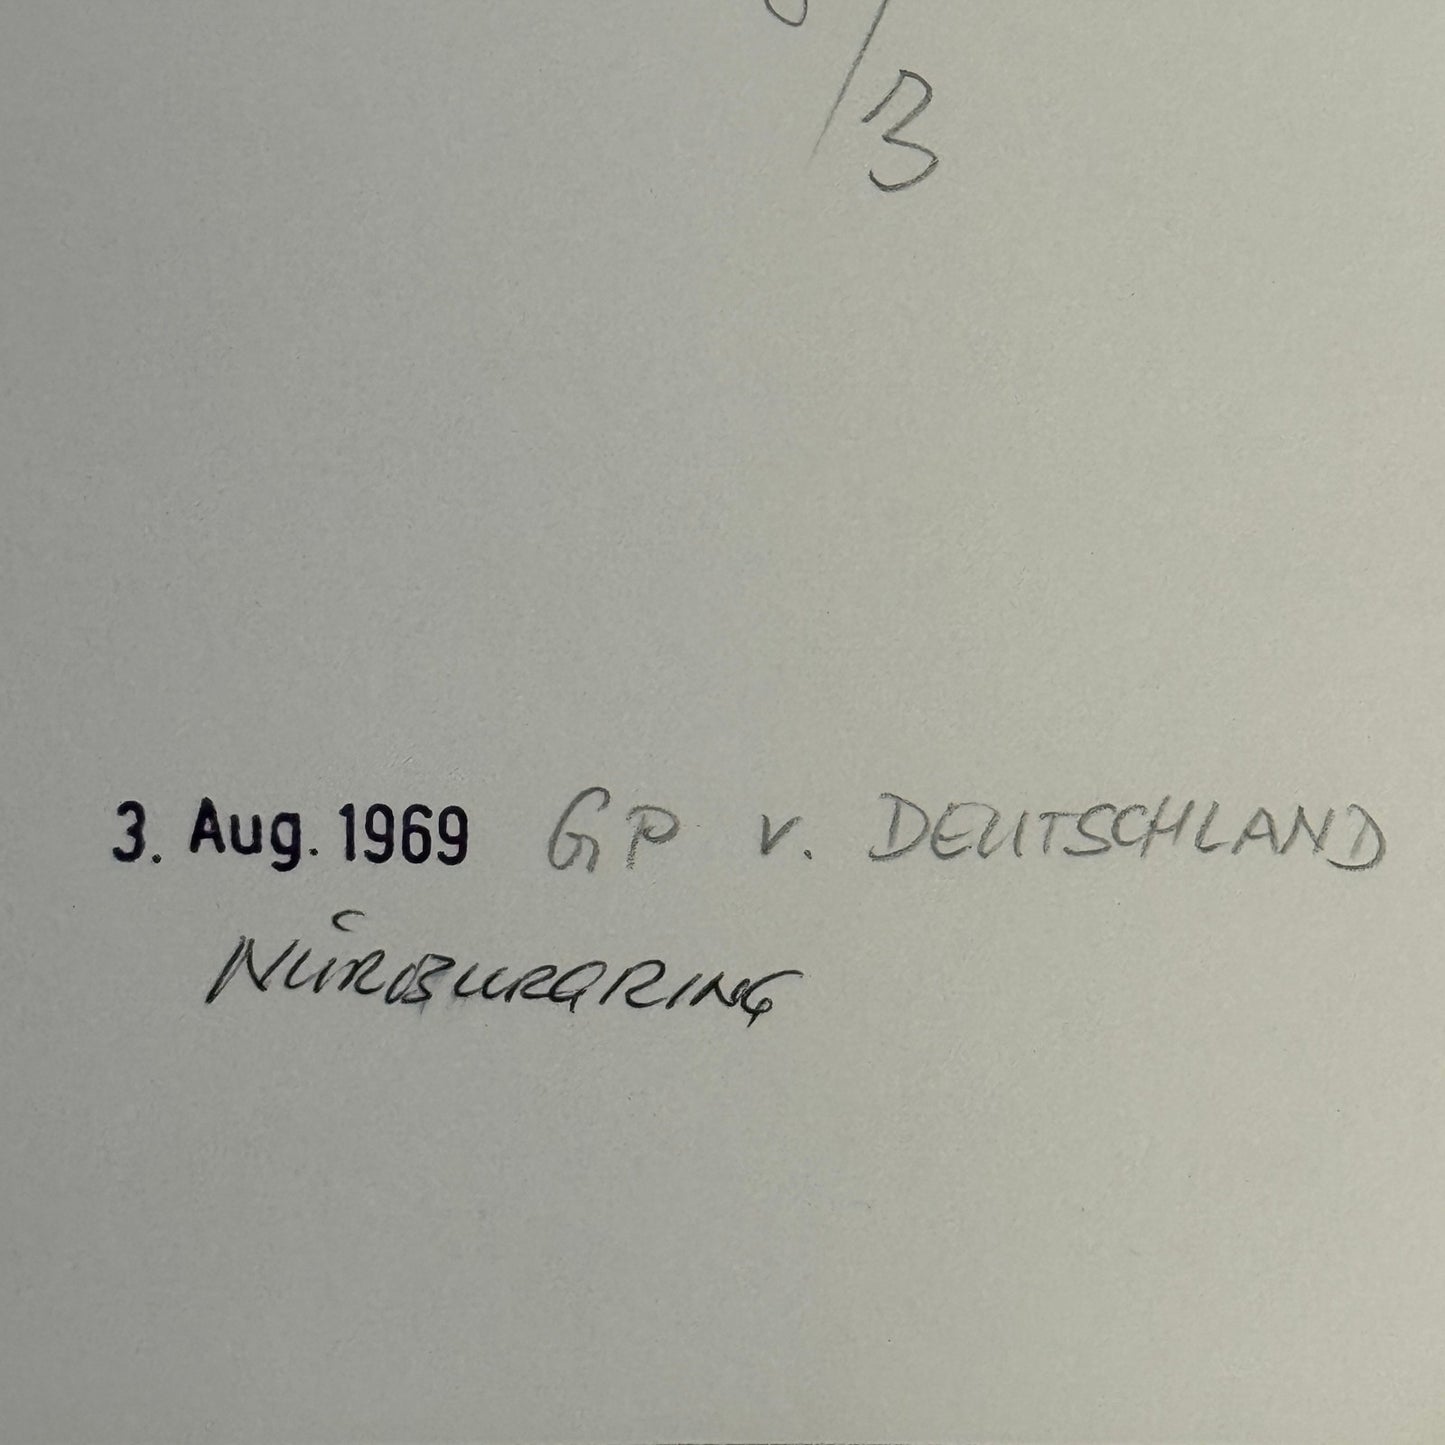 /3
3. Aug. 1969 GP v. DEUTSCHLAND
NÜRBURGRING